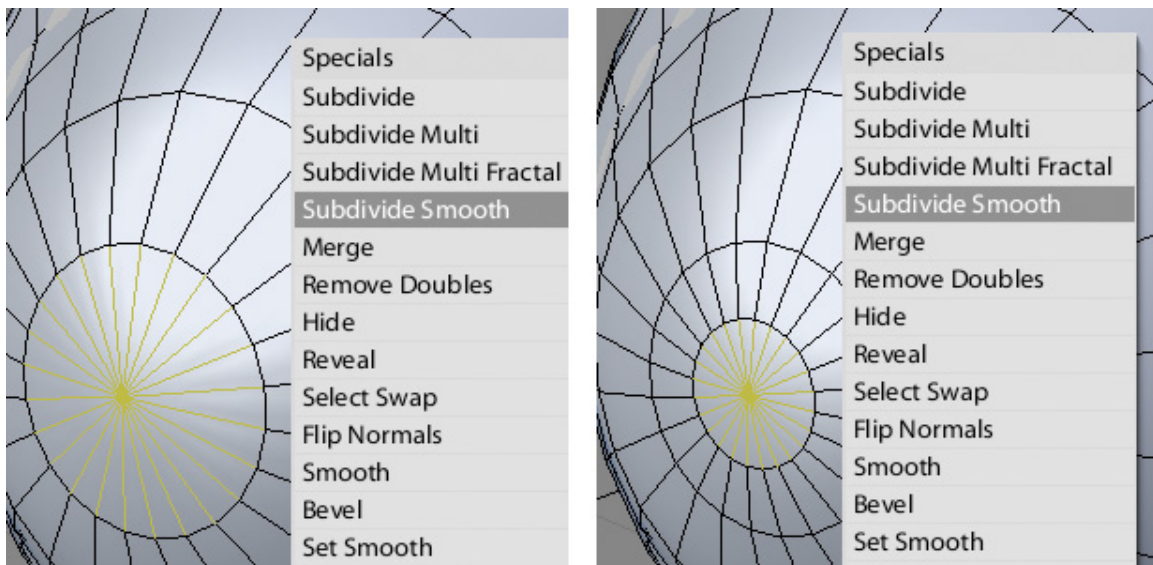 Specials
Subdivide
Subdivide Multi
Subdivide Multi Fractal
Subdivide Smooth
Merge
Remove Doubles
Hide
Reveal
Select Swap
Flip Normals
Smooth
Bevel
Set Smooth
Specials
Subdivide
Subdivide Multi
Subdivide Multi Fractal
Subdivide Smooth
Merge
Remove Doubles
Hide
Reveal
Select Swap
Flip Normals
Smooth
Bevel
Set Smooth